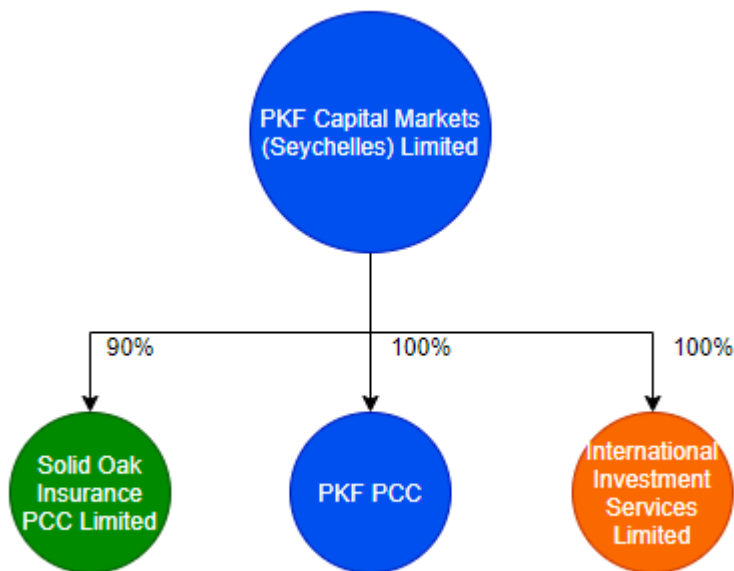 PKF Capital Markets
(Seychelles) Limited
90%
100%
100%
Solid Oak
Insurance
PCC Limited
PKF PCC
International
Investment
Services
Limited